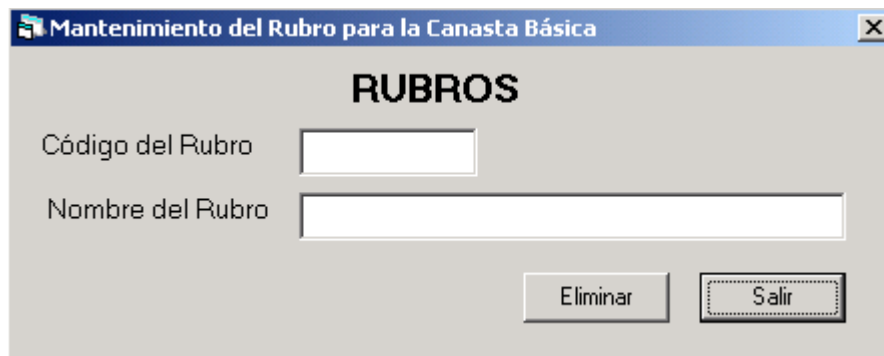 Mantenimiento del Rubro para la Canasta Básica
RUBROS
Código del Rubro
Nombre del Rubro
Eliminar Salir